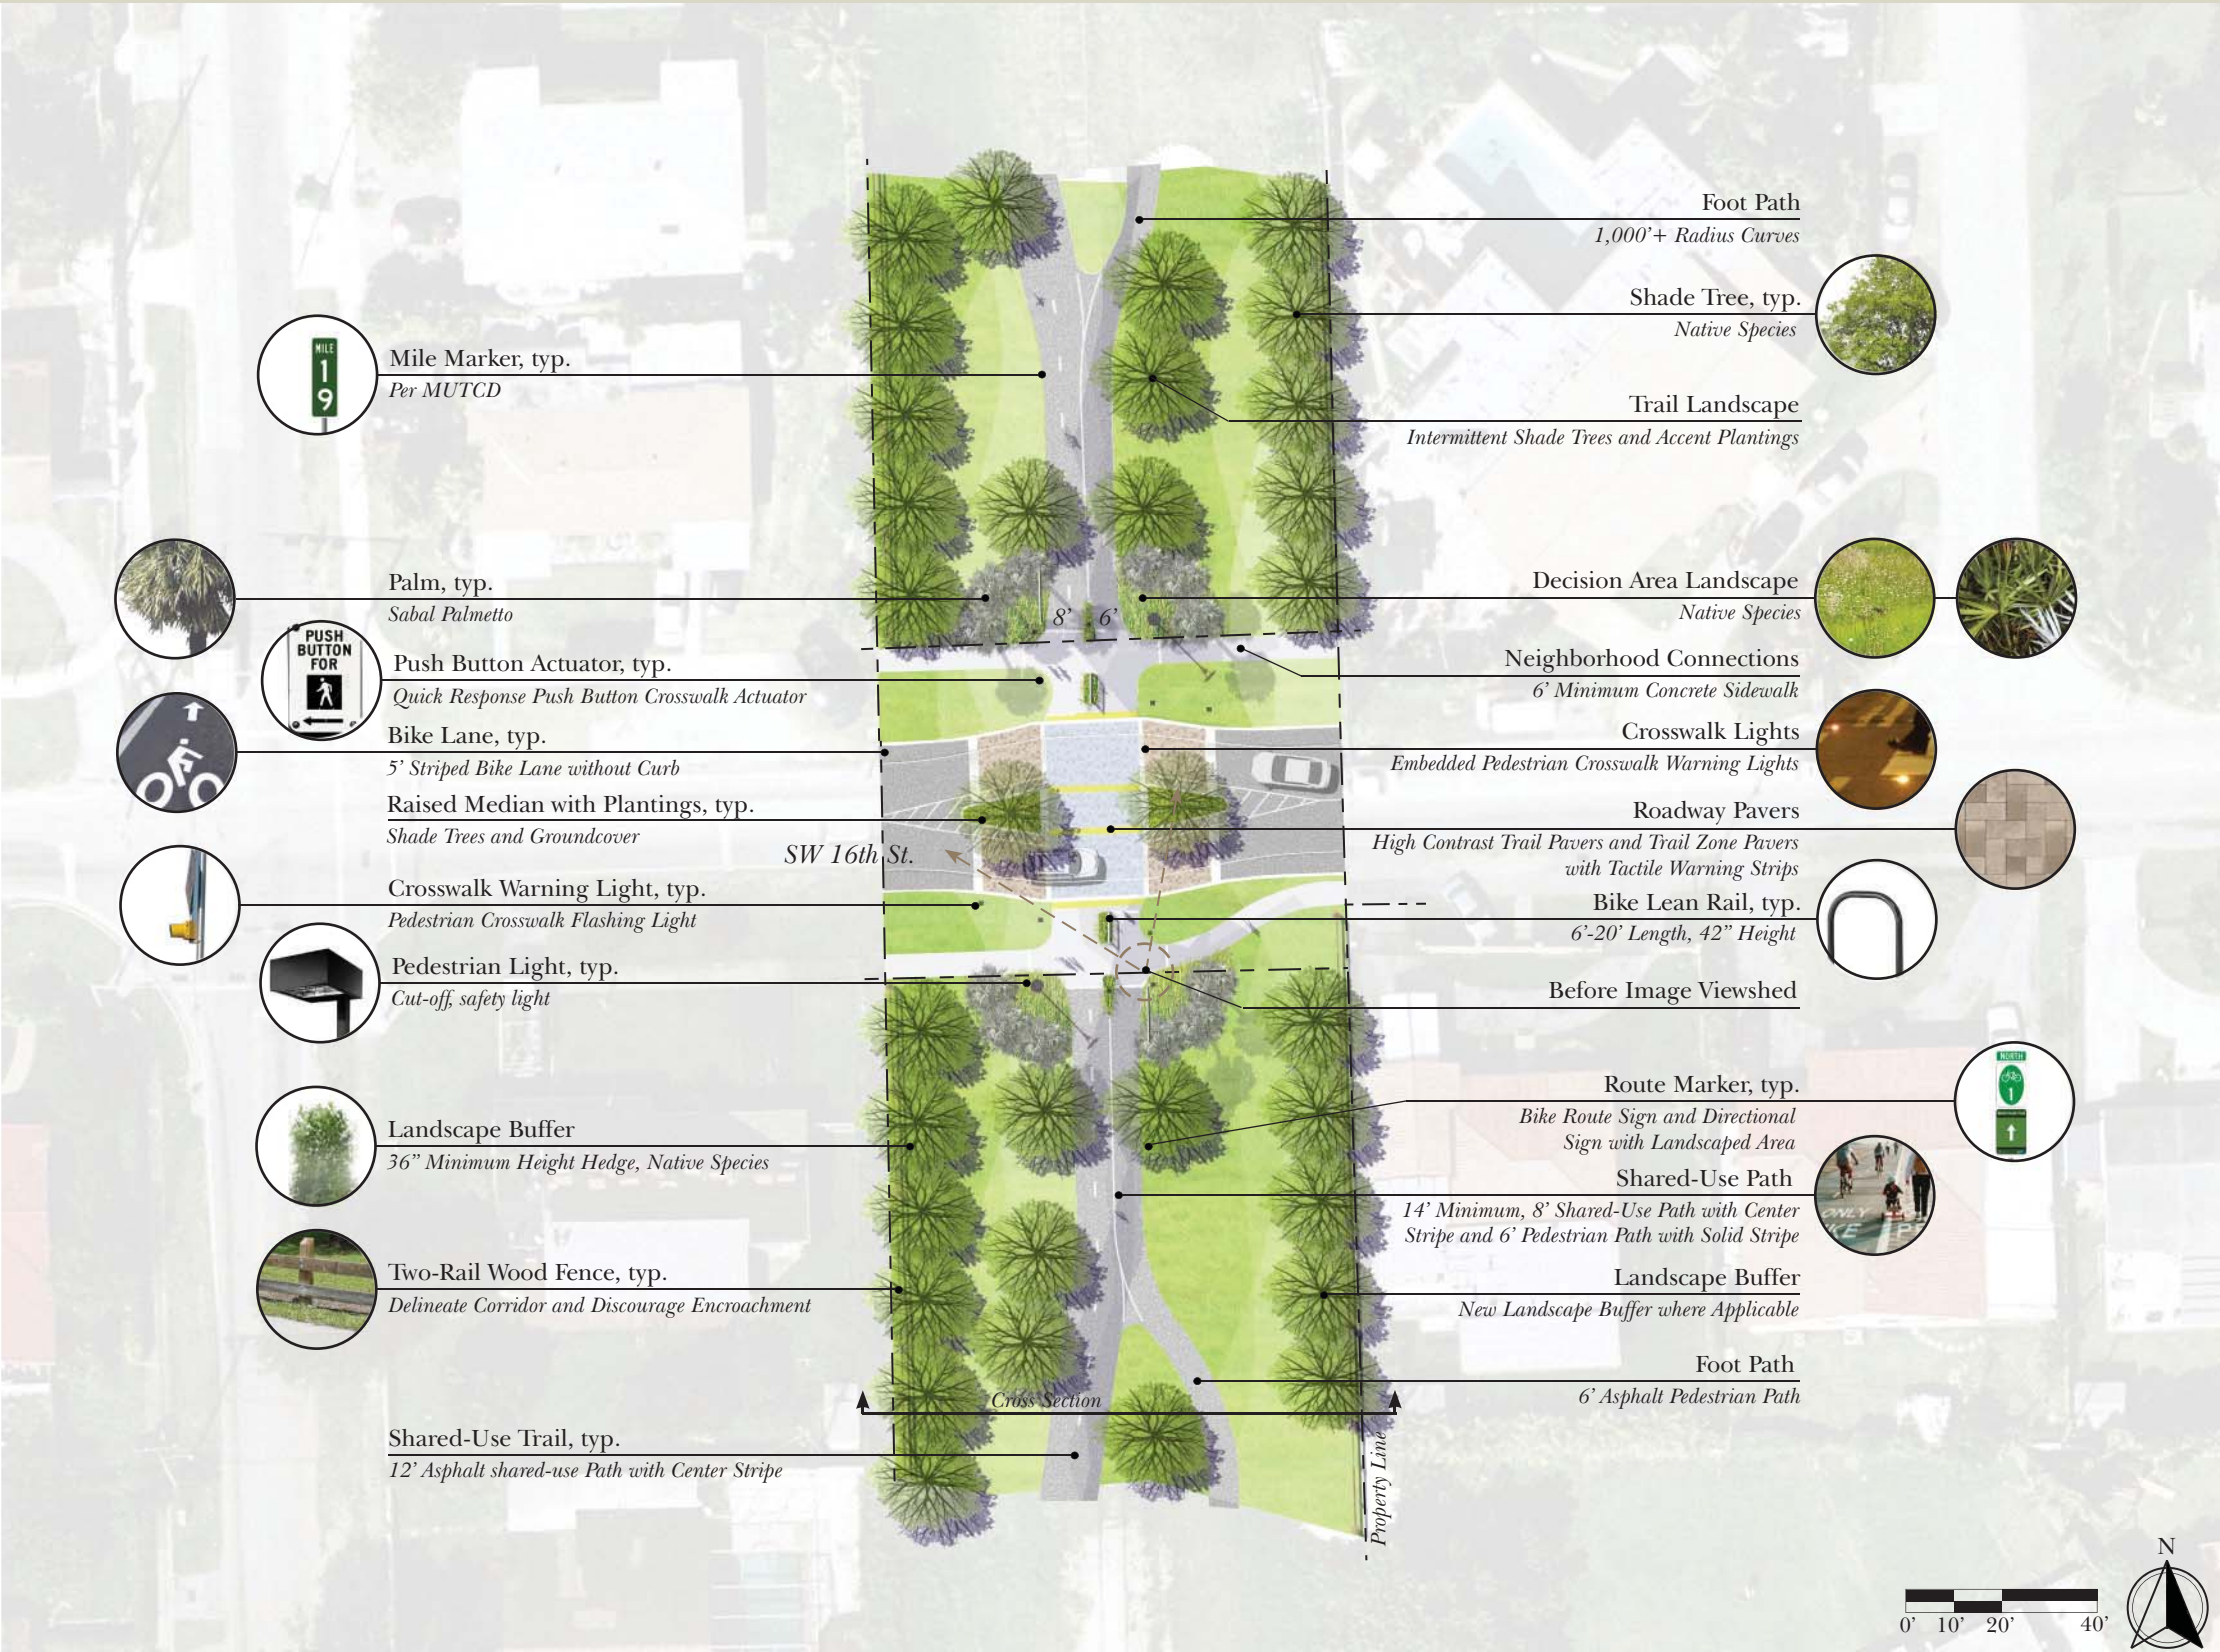 Foot Path
1,000’+ Radius Curves
Shade Tree, typ.
Native Species
MILE
1
9
Mile Marker, typ.
Per MUTCD
Trail Landscape
Intermittent Shade Trees and Accent Plantings
Palm, typ.
Sabal Palmetto
8’ 6’
Decision Area Landscape
Native Species
PUSH
BUTTON
FOR
Push Button Actuator, typ.
Quick Response Push Button Crosswalk Actuator
Neighborhood Connections
6’ Minimum Concrete Sidewalk
Bike Lane, typ.
5’ Striped Bike Lane without Curb
Crosswalk Lights
Embedded Pedestrian Crosswalk Warning Lights
Raised Median with Plantings, typ.
Shade Trees and Groundcover
Roadway Pavers
High Contrast Trail Pavers and Trail Zone Pavers
with Tactile Warning Strips
SW 16th St.
Crosswalk Warning Light, typ.
Pedestrian Crosswalk Flashing Light
Bike Lean Rail, typ.
6’-20’ Length, 42” Height
Pedestrian Light, typ.
Cut-off, safety light
Before Image Viewshed
Route Marker, typ.
Bike Route Sign and Directional
Sign with Landscaped Area
NORTH
1
Landscape Buffer
36” Minimum Height Hedge, Native Species
Shared-Use Path
14’ Minimum, 8’ Shared-Use Path with Center
Stripe and 6’ Pedestrian Path with Solid Stripe
ONLY
Two-Rail Wood Fence, typ.
Delineate Corridor and Discourage Encroachment
Landscape Buffer
New Landscape Buffer where Applicable
Foot Path
6’ Asphalt Pedestrian Path
Cross Section
Shared-Use Trail, typ.
12’ Asphalt shared-use Path with Center Stripe
Property Line
N
0’ 10’ 20’ 40’